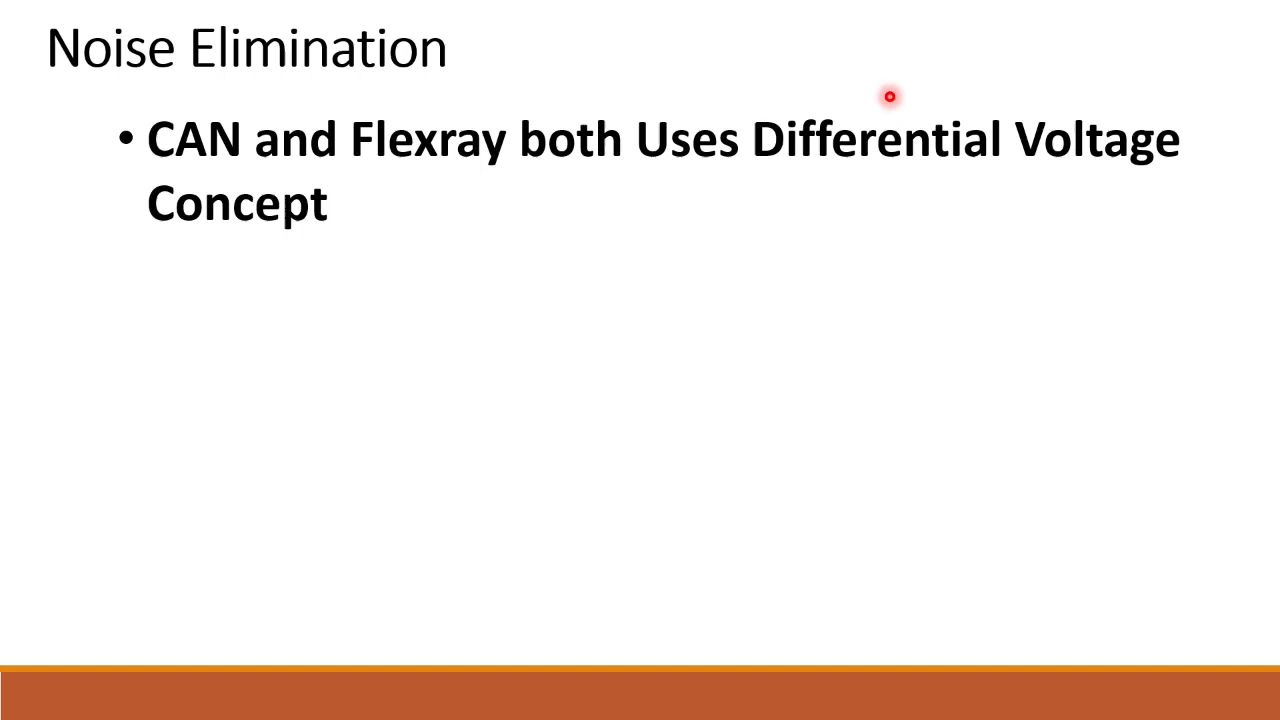 Noise Elimination
• CAN and Flexray both Uses Differential Voltage
Concept